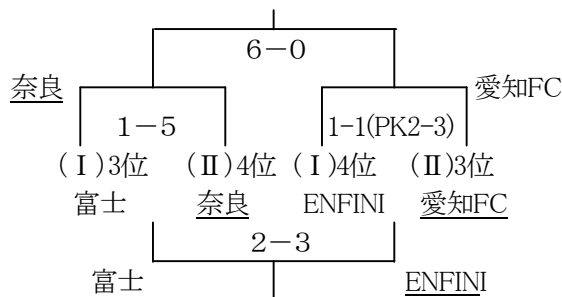 6-0
奈良 愛知FC
1-5 1-1(PK2-3)
(Ⅰ)3位 (Ⅱ)4位 (Ⅰ)4位 (Ⅱ)3位
富士 奈良 ENFINI 愛知FC
2-3
富士 ENFINI